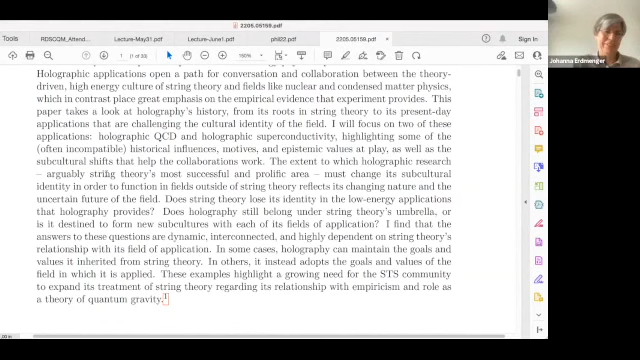 2205.05159.pdf
Tools
RDSCQM_Attend
Lecture-May31.pdf
Lecture-June1.pdf
phil22.pdf
2205.05159.pdf
×
1
(1 of 33)
Johanna Erdmenger
Holographic applications open a path for conversation and collaboration between the theory-
driven, high energy culture of string theory and fields like nuclear and condensed matter physics,
which in contrast place great emphasis on the empirical evidence that experiment provides. This
paper takes a look at holography's history, from its roots in string theory to its present-day
applications that are challenging the cultural identity of the field. I will focus on two of these
applications: holographic QCD and holographic superconductivity, highlighting some of the
(often incompatible) historical influences, motives, and epistemic values at play, as well as the
subcultural shifts that help the collaborations work. The extent to which holographic research
– arguably string theory's most successful and prolific area – must change its subcultural
identity in order to function in fields outside of string theory reflects its changing nature and the
uncertain future of the field. Does string theory lose its identity in the low-energy applications
that holography provides? Does holography still belong under string theory's umbrella, or
is it destined to form new subcultures with each of its fields of application? I find that
the answers to these questions are dynamic, interconnected, and highly dependent on string theory's
relationship with its field of application. In some cases, holography can maintain the goals and
values it inherited from string theory. In others, it instead adopts the goals and values of the
field in which it is applied. These examples highlight a growing need for the STS community
to expand its treatment of string theory regarding its relationship with empiricism and role as
a theory of quantum gravity.1